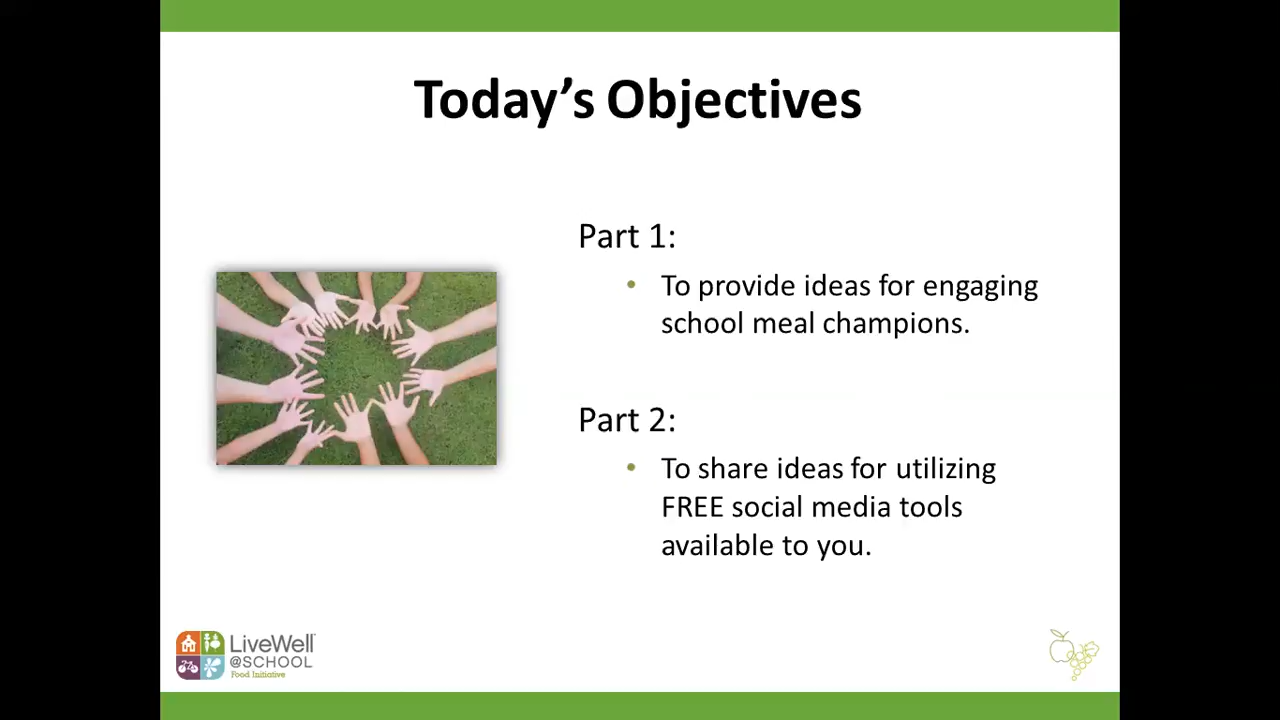 Today’s Objectives
Part 1:
• To provide ideas for engaging
school meal champions.
Part 2:
• To share ideas for utilizing
FREE social media tools
available to you.
LiveWell
@SCHOOL
Food Initiative